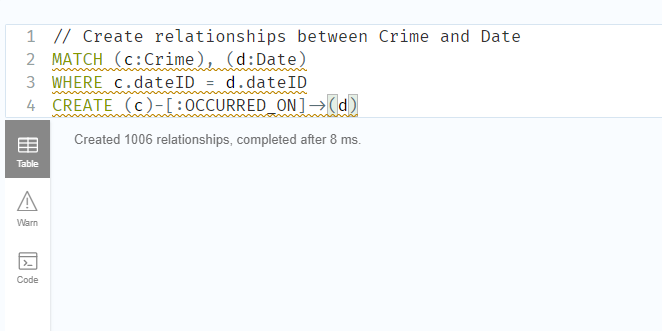 1 // Create relationships between Crime and Date
2 MATCH (c:Crime), (d:Date)
3 WHERE c.dateID = d.dateID
4 CREATE (c)-[:OCCURRED_ON]->(d)
Created 1006 relationships, completed after 8 ms.
Table
Warn
Code